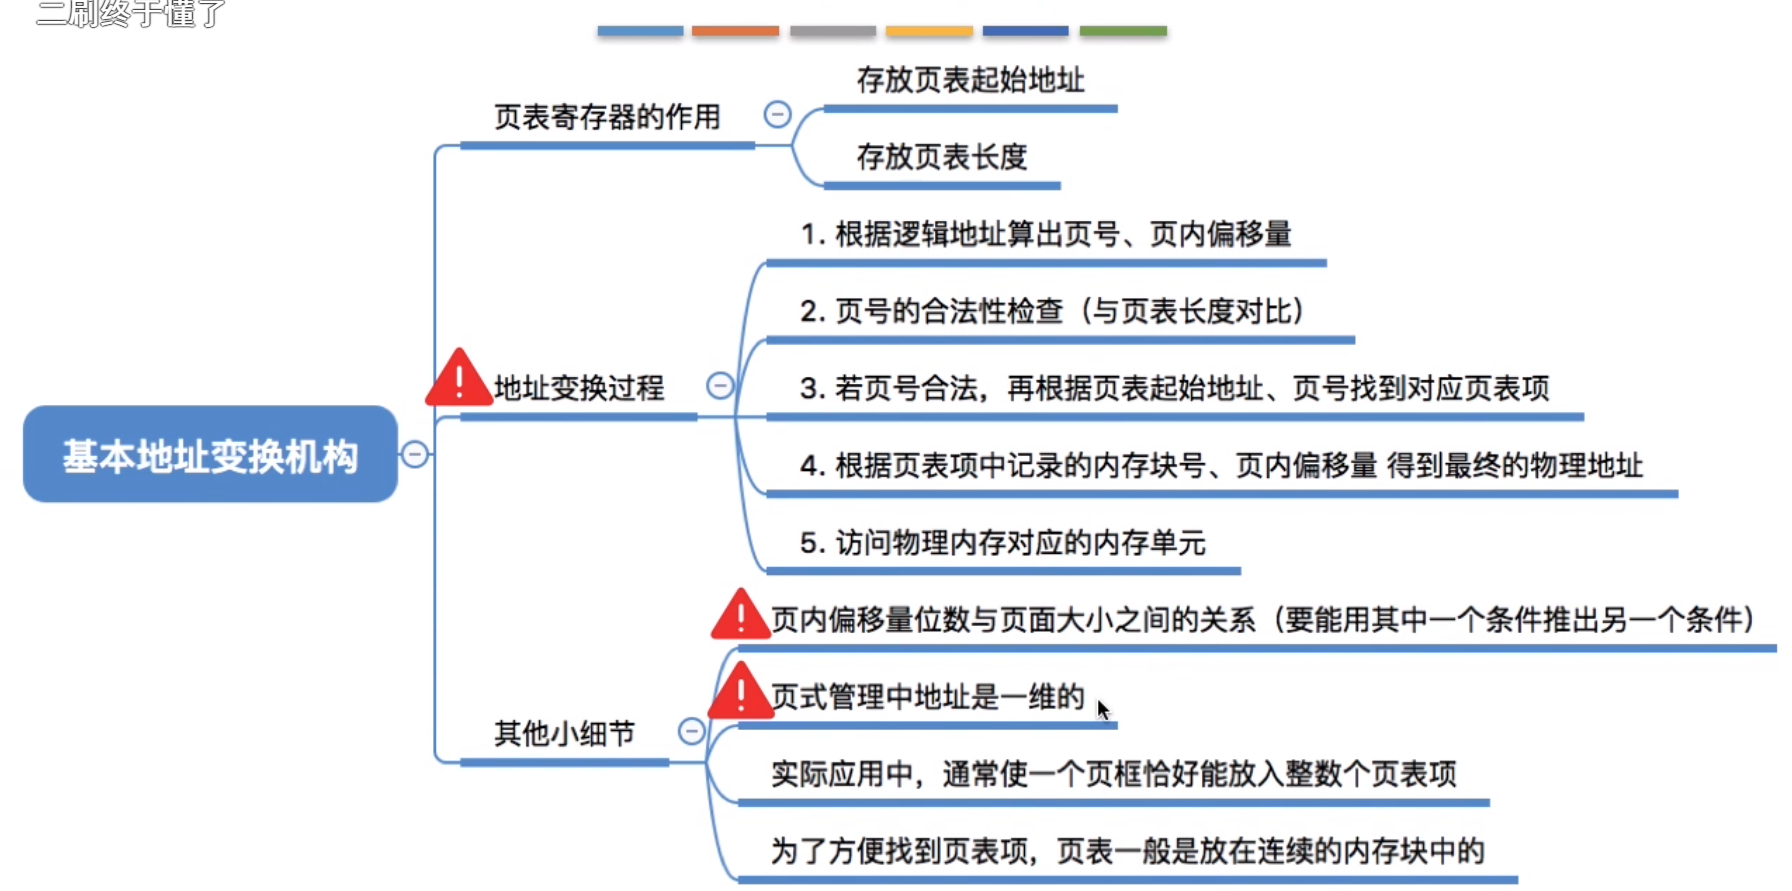 二刷终于懂了
页表寄存器的作用
存放页表起始地址
存放页表长度
基本地址变换机构
地址变换过程
1. 根据逻辑地址算出页号、页内偏移量
2. 页号的合法性检查（与页表长度对比）
3. 若页号合法，再根据页表起始地址、页号找到对应页表项
4. 根据页表项中记录的内存块号、页内偏移量 得到最终的物理地址
5. 访问物理内存对应的内存单元
其他小细节
页内偏移量位数与页面大小之间的关系（要能用其中一个条件推出另一个条件）
页式管理中地址是一维的
实际应用中，通常使一个页框恰好能放入整数个页表项
为了方便找到页表项，页表一般是放在连续的内存块中的